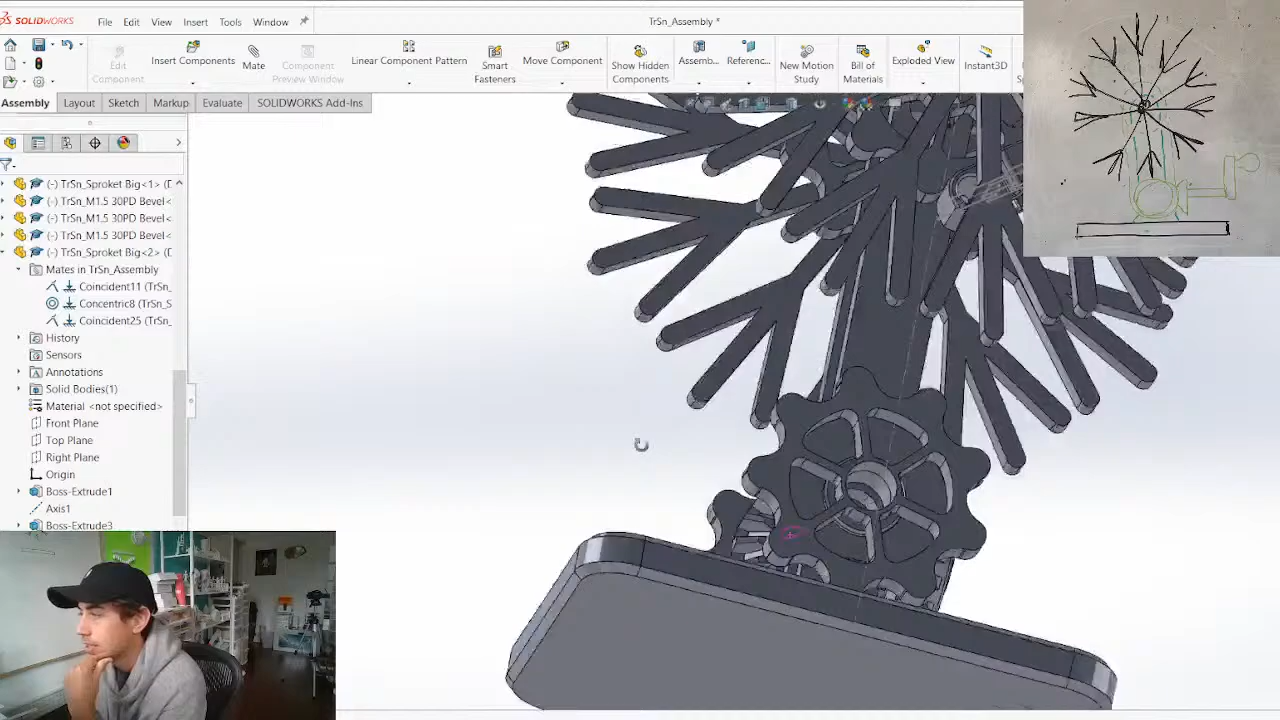 SOLIDWORKS File Edit View Insert Tools Window TrSn_Assembly *
Edit Component
Insert Components
Mate
Component Preview Window
Linear Component Pattern
Smart Fasteners
Move Component
Show Hidden Components
Assemb...
Referenc...
New Motion Study
Bill of Materials
Exploded View
Instant3D
Assembly Layout Sketch Markup Evaluate SOLIDWORKS Add-Ins
(-) TrSn_Sproket Big<1> (D
(-) TrSn_M1.5 30PD Bevel<
(-) TrSn_M1.5 30PD Bevel<
(-) TrSn_M1.5 30PD Bevel<
(-) TrSn_Sproket Big<2> (D
Mates in TrSn_Assembly
Coincident11 (TrSn_
Concentric8 (TrSn_S
Coincident25 (TrSn_
History
Sensors
Annotations
Solid Bodies(1)
Material <not specified>
Front Plane
Top Plane
Right Plane
Origin
Boss-Extrude1
Axis1
Boss-Extrude3